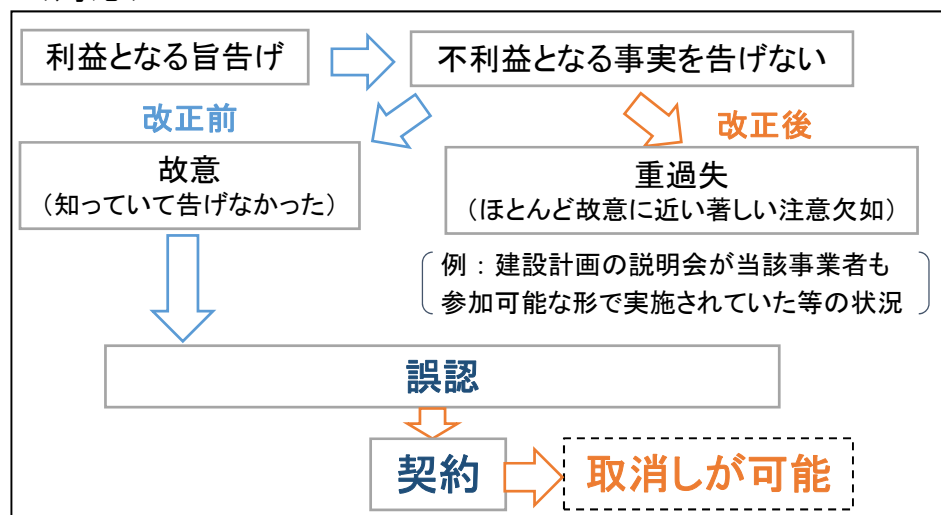 利益となる旨告げ
不利益となる事実を告げない
改正前
改正後
故意
（知っていて告げなかった）
重過失
（ほとんど故意に近い著しい注意欠如）
例：建設計画の説明会が当該事業者も
参加可能な形で実施されていた等の状況
誤認
契約
取消しが可能